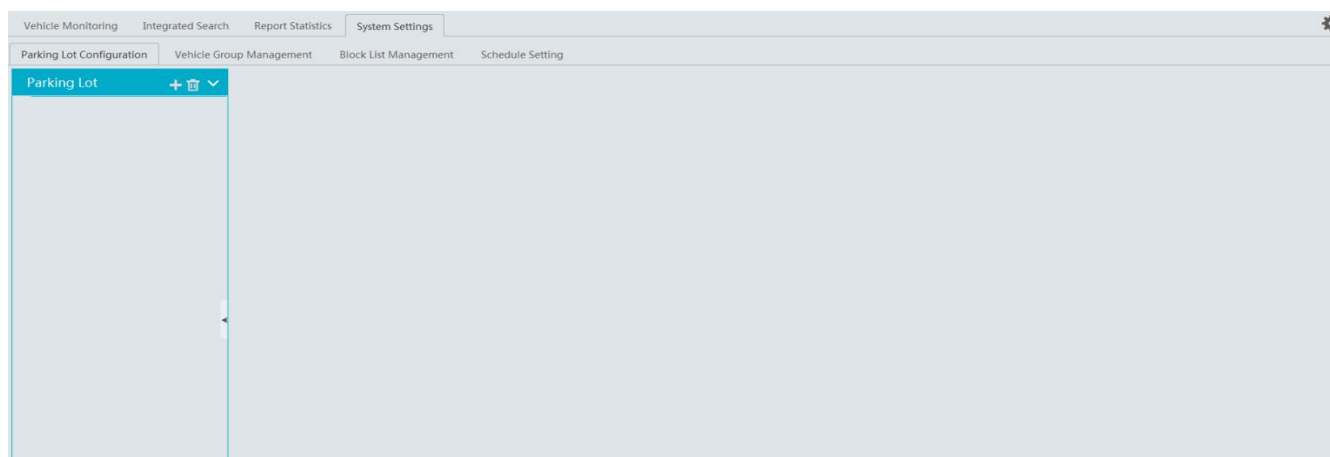 Vehicle Monitoring Integrated Search Report Statistics System Settings
Parking Lot Configuration Vehicle Group Management Block List Management Schedule Setting
Parking Lot